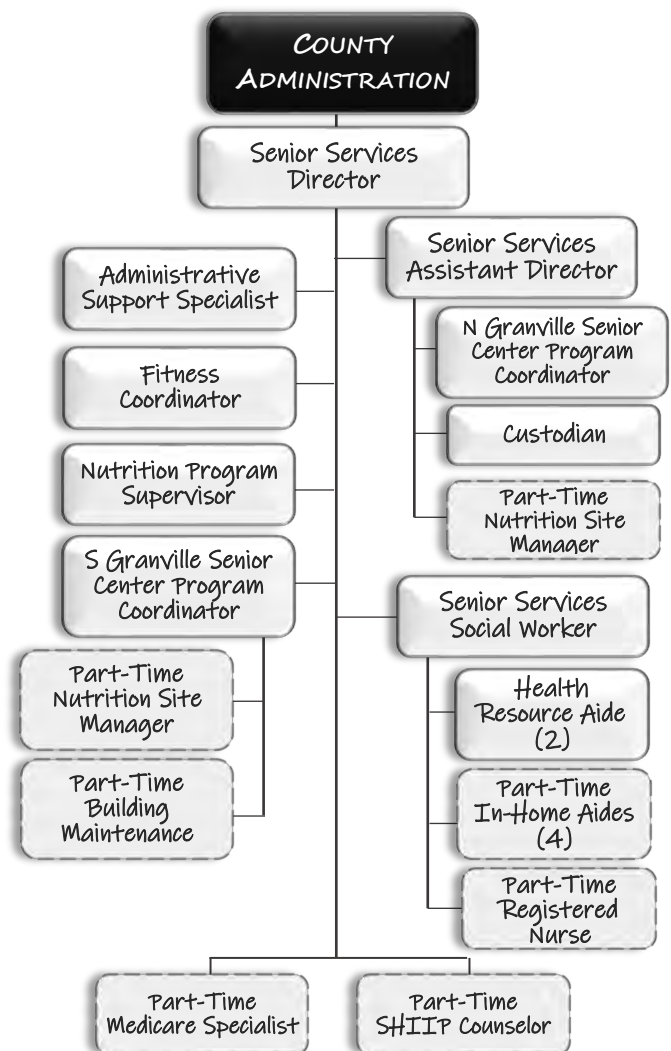 COUNTY
ADMINISTRATION
Senior Services
Director
Senior Services
Assistant Director
Administrative
Support Specialist
N Granville Senior
Center Program
Coordinator
Fitness
Coordinator
Custodian
Nutrition Program
Supervisor
Part-Time
Nutrition Site
Manager
S Granville Senior
Center Program
Coordinator
Senior Services
Social Worker
Part-Time
Nutrition Site
Manager
Health
Resource Aide
(2)
Part-Time
Building
Maintenance
Part-Time
In-Home Aides
(4)
Part-Time
Registered
Nurse
Part-Time
Medicare Specialist
Part-Time
SHIIP Counselor